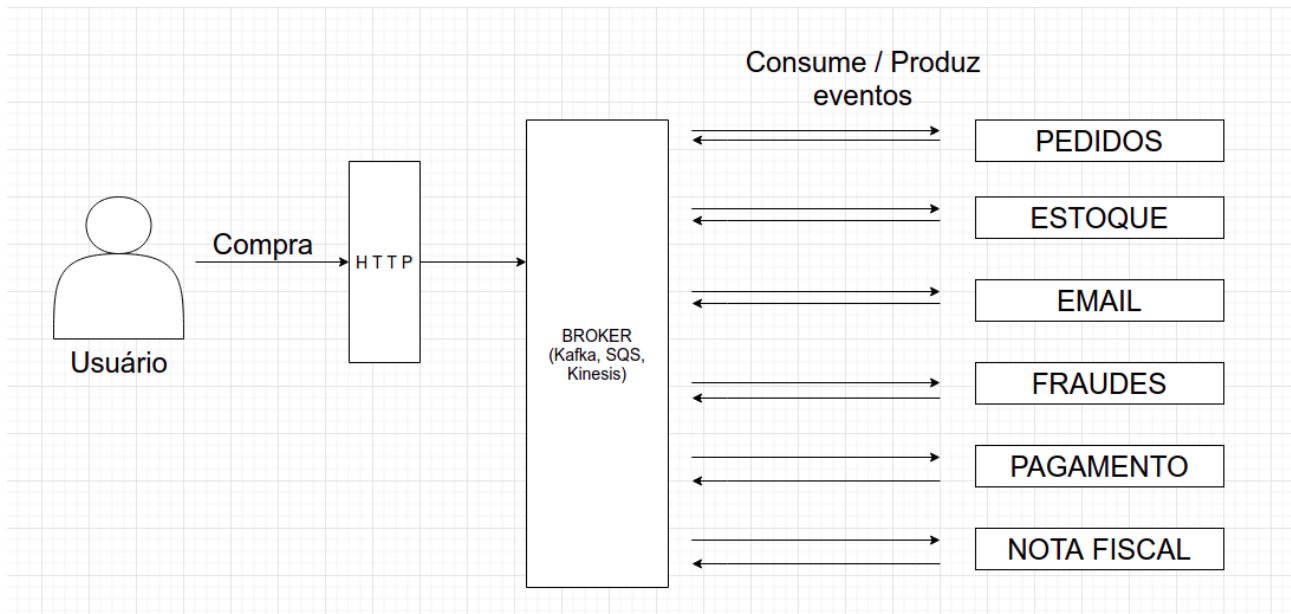 Consume / Produz
eventos
PEDIDOS
ESTOQUE
Compra
H T T P
EMAIL
BROKER
(Kafka, SQS,
Kinesis)
Usuário
FRAUDES
PAGAMENTO
NOTA FISCAL